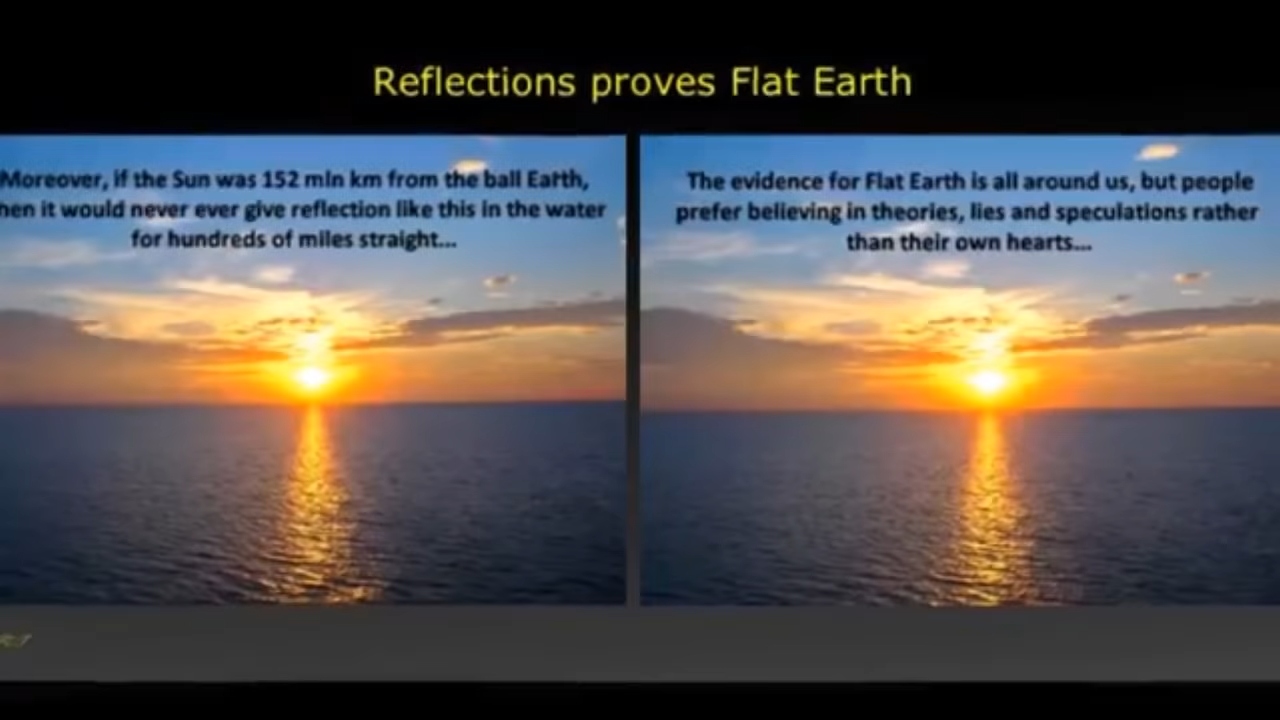 Reflections proves Flat Earth
Moreover, if the Sun was 152 mln km from the ball Earth,
hen it would never ever give reflection like this in the water
for hundreds of miles straight...
The evidence for Flat Earth is all around us, but people
prefer believing in theories, lies and speculations rather
than their own hearts...